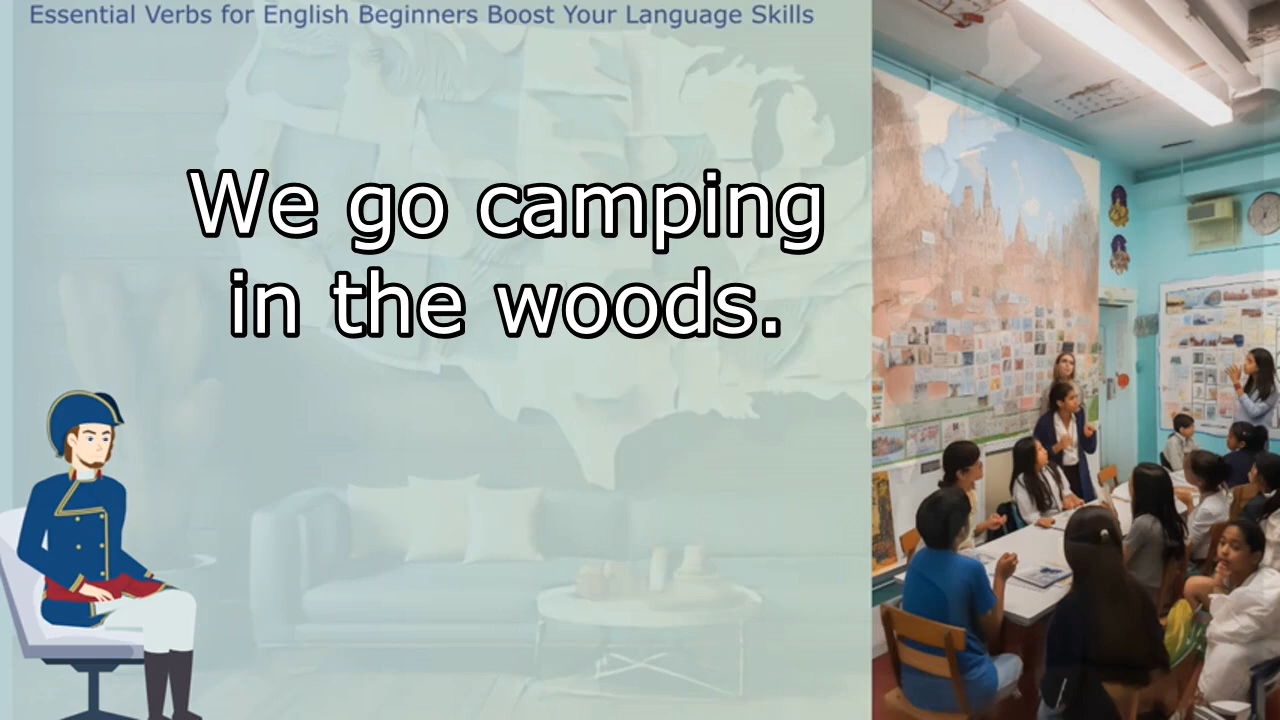 Essential Verbs for English Beginners Boost Your Language Skills
We go camping
in the woods.